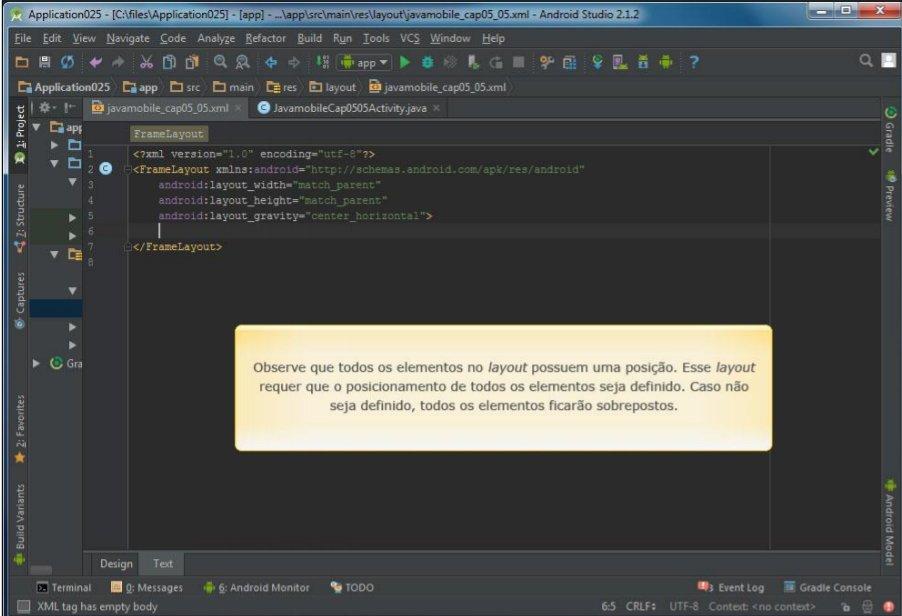 Application025 - [C:\files\Application025] - [app] - ...\app\src\main\res\layout\javamobile_cap05_05.xml - Android Studio 2.1.2
File Edit View Navigate Code Analyze Refactor Build Run Tools VCS Window Help
app
Application025 app src main res layout javamobile_cap05_05.xml
1: Project
javamobile_cap05_05.xml
JavamobileCap0505Activity.java
Gradle
app
FrameLayout
1 <?xml version="1.0" encoding="utf-8"?>
2 <FrameLayout xmlns:android="http://schemas.android.com/apk/res/android"
3 android:layout_width="match_parent"
4 android:layout_height="match_parent"
5 android:layout_gravity="center_horizontal">
6
7 </FrameLayout>
8
Preview
Z: Structure
Captures
Gra
Observe que todos os elementos no layout possuem uma posição. Esse layout
requer que o posicionamento de todos os elementos seja definido. Caso não
seja definido, todos os elementos ficarão sobrepostos.
2: Favorites
Build Variants
Android Model
Design Text
Terminal 0: Messages 6: Android Monitor TODO Event Log Gradle Console
XML tag has empty body 6:5 CRLF UTF-8 Context: <no context>